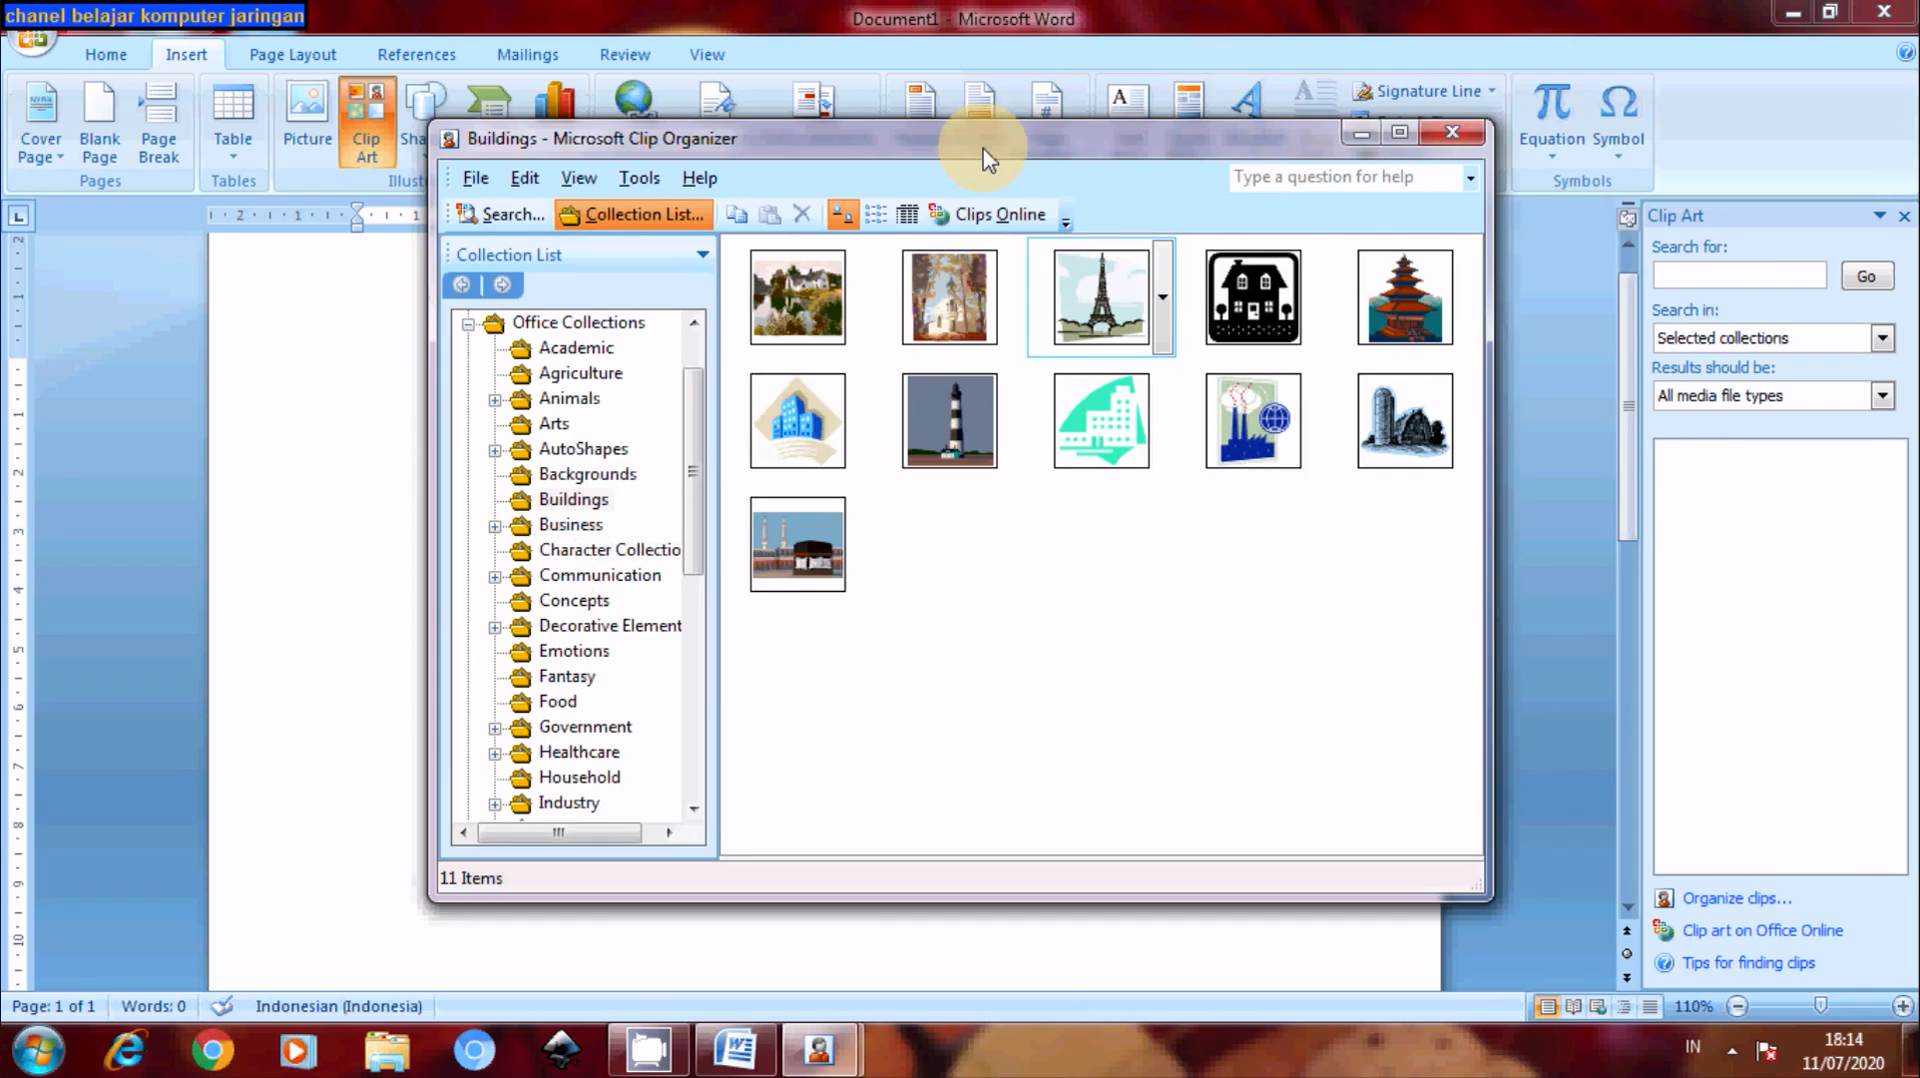 chanel belajar komputer jaringan
Document1 - Microsoft Word
Home Insert Page Layout References Mailings Review View
Cover Page
Blank Page
Page Break
Table
Picture
Clip Art
Signature Line
Equation
Symbol
Pages
Tables
Symbols
Buildings - Microsoft Clip Organizer
File Edit View Tools Help
Type a question for help
Search... Collection List... Clips Online
Collection List
Office Collections
Academic
Agriculture
Animals
Arts
AutoShapes
Backgrounds
Buildings
Business
Character Collectio
Communication
Concepts
Decorative Element
Emotions
Fantasy
Food
Government
Healthcare
Household
Industry
11 Items
Clip Art
Search for:
Go
Search in:
Selected collections
Results should be:
All media file types
Organize clips...
Clip art on Office Online
Tips for finding clips
Page: 1 of 1 Words: 0 Indonesian (Indonesia)
110%
IN
18:14
11/07/2020